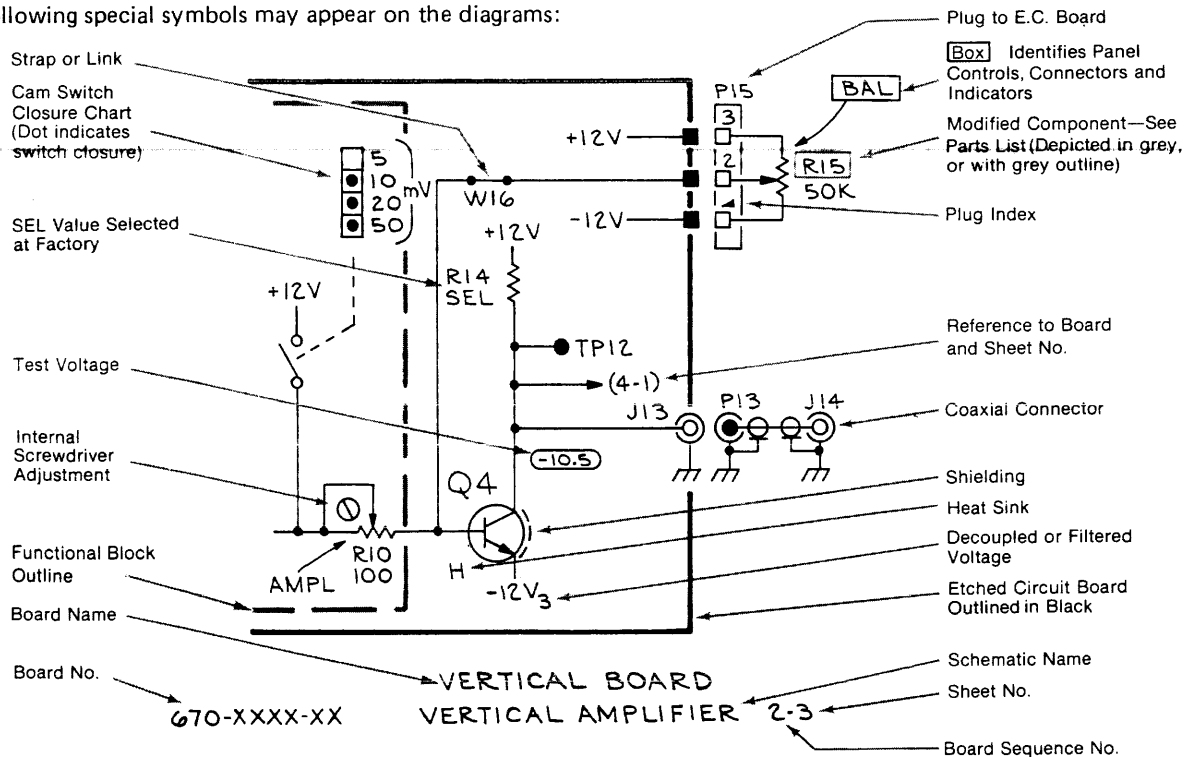 llowing special symbols may appear on the diagrams:
Plug to E.C. Board
Strap or Link
Box Identifies Panel
Controls, Connectors and
Indicators
Cam Switch
Closure Chart
(Dot indicates
switch closure)
P15
BAL
Modified Component—See
Parts List (Depicted in grey,
or with grey outline)
+12V
3
5
10
20
50
mV
W16
2
R15
50K
-12V
Plug Index
SEL Value Selected
at Factory
+12V
R14
SEL
+12V
TP12
Reference to Board
and Sheet No.
Test Voltage
(4-1)
J13
P13
J14
Coaxial Connector
Internal
Screwdriver
Adjustment
-10.5
Q4
Shielding
Heat Sink
Decoupled or Filtered
Voltage
Functional Block
Outline
R10
100
AMPL
H
-12V3
Etched Circuit Board
Outlined in Black
Board Name
Board No.
VERTICAL BOARD
Schematic Name
Sheet No.
670-XXXX-XX
VERTICAL AMPLIFIER 2-3
Board Sequence No.